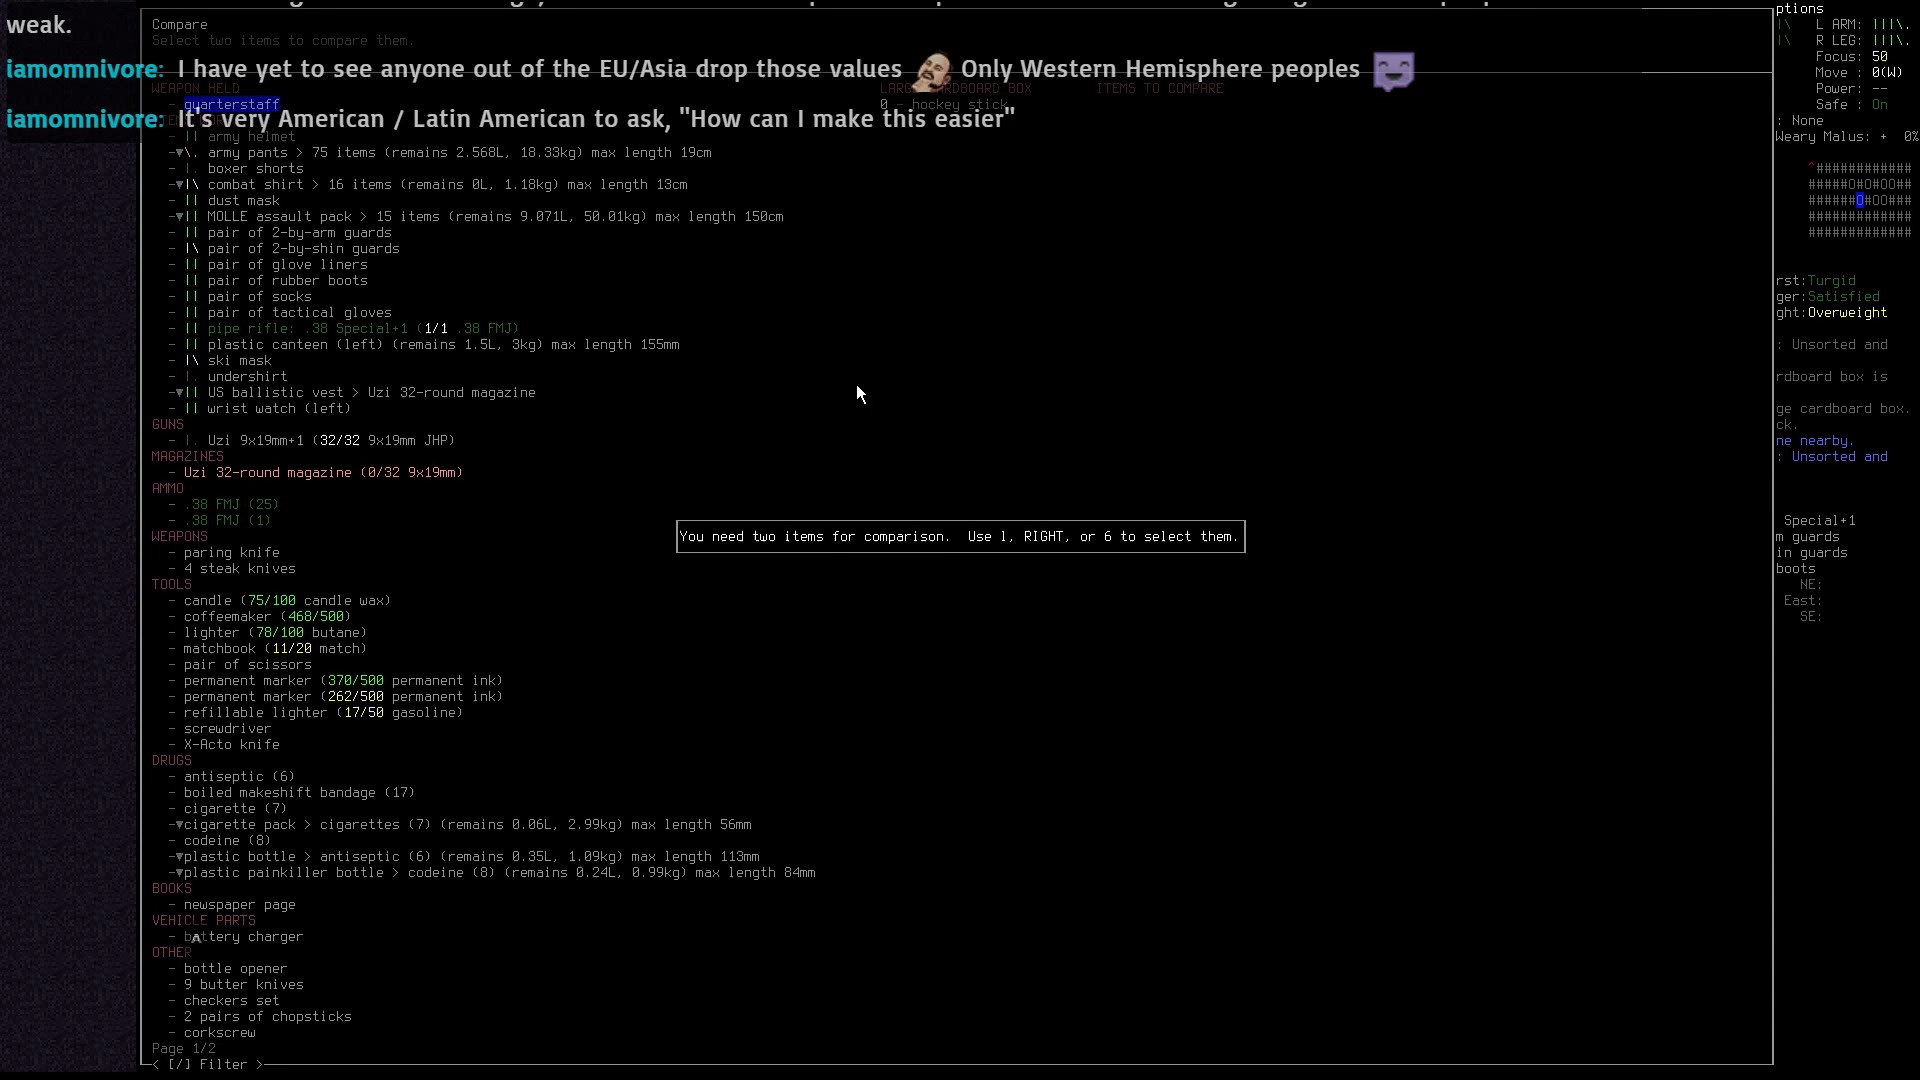 weak.
iamomnivore: I have yet to see anyone out of the EU/Asia drop those values Only Western Hemisphere peoples
iamomnivore: It's very American / Latin American to ask, "How can I make this easier"
Compare
Select two items to compare them.
WEAPON HELD
- quarterstaff
LARGE CARDBOARD BOX
0 - hockey stick
ITEMS TO COMPARE
|| army helmet
-▼\. army pants > 75 items (remains 2.568L, 18.33kg) max length 19cm
- |. boxer shorts
-▼|\ combat shirt > 16 items (remains 0L, 1.18kg) max length 13cm
- || dust mask
-▼|| MOLLE assault pack > 15 items (remains 9.071L, 50.01kg) max length 150cm
- || pair of 2-by-arm guards
- |\ pair of 2-by-shin guards
- || pair of glove liners
- || pair of rubber boots
- || pair of socks
- || pair of tactical gloves
- || pipe rifle: .38 Special+1 (1/1 .38 FMJ)
- || plastic canteen (left) (remains 1.5L, 3kg) max length 155mm
- |\ ski mask
- |. undershirt
-▼|| US ballistic vest > Uzi 32-round magazine
- || wrist watch (left)
GUNS
- |. Uzi 9x19mm+1 (32/32 9x19mm JHP)
MAGAZINES
- Uzi 32-round magazine (0/32 9x19mm)
AMMO
- .38 FMJ (25)
- .38 FMJ (1)
WEAPONS
- paring knife
- 4 steak knives
TOOLS
- candle (75/100 candle wax)
- coffeemaker (468/500)
- lighter (78/100 butane)
- matchbook (11/20 match)
- pair of scissors
- permanent marker (370/500 permanent ink)
- permanent marker (262/500 permanent ink)
- refillable lighter (17/50 gasoline)
- screwdriver
- X-Acto knife
DRUGS
- antiseptic (6)
- boiled makeshift bandage (17)
- cigarette (7)
-▼cigarette pack > cigarettes (7) (remains 0.06L, 2.99kg) max length 56mm
- codeine (8)
-▼plastic bottle > antiseptic (6) (remains 0.35L, 1.09kg) max length 113mm
-▼plastic painkiller bottle > codeine (8) (remains 0.24L, 0.99kg) max length 84mm
BOOKS
- newspaper page
VEHICLE PARTS
- battery charger
OTHER
- bottle opener
- 9 butter knives
- checkers set
- 2 pairs of chopsticks
- corkscrew
Page 1/2
< [/] Filter >
You need two items for comparison. Use l, RIGHT, or 6 to select them.
ptions
|\ L ARM: |||\.
|\ R LEG: |||\.
Focus: 50
Move : 0(W)
Power: --
Safe : On
: None
Weary Malus: + 0%
^############
#####O#O#OO##
######O#OO###
#############
#############
rst:Turgid
ger:Satisfied
ght:Overweight
: Unsorted and
rdboard box is
ge cardboard box.
ck.
ne nearby.
: Unsorted and
Special+1
m guards
in guards
boots
NE:
East:
SE: